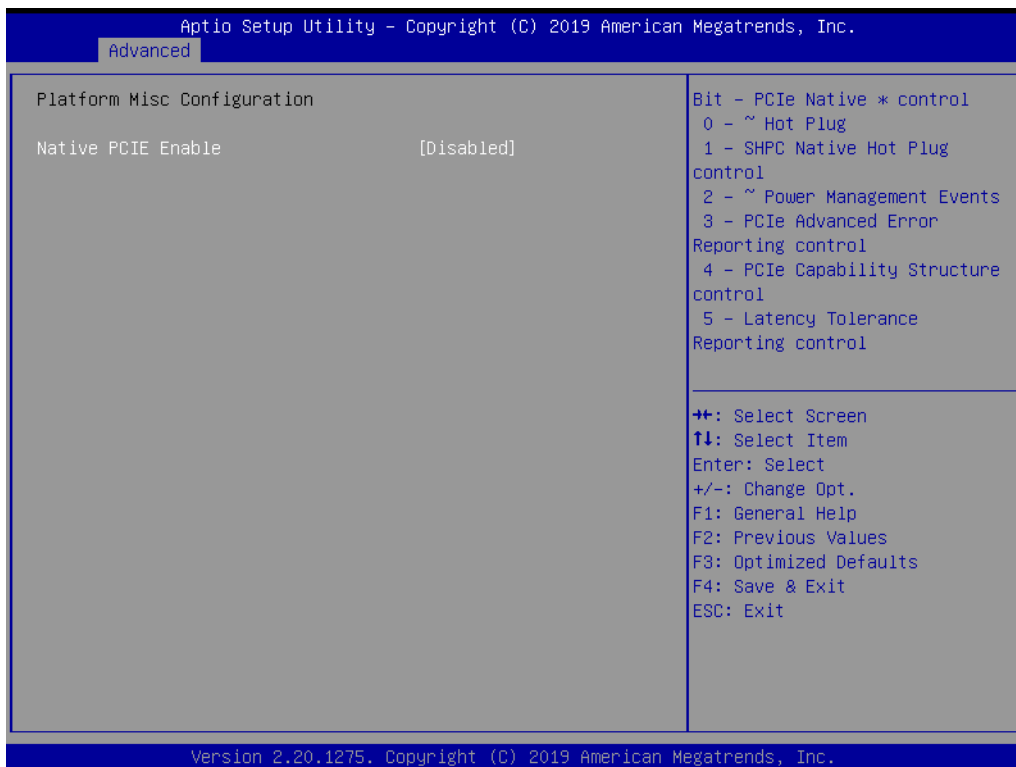 Aptio Setup Utility – Copyright (C) 2019 American Megatrends, Inc.
Advanced
Platform Misc Configuration
Native PCIE Enable [Disabled]
Bit – PCIe Native * control
0 – ~ Hot Plug
1 – SHPC Native Hot Plug
control
2 – ~ Power Management Events
3 – PCIe Advanced Error
Reporting control
4 – PCIe Capability Structure
control
5 – Latency Tolerance
Reporting control
→←: Select Screen
↑↓: Select Item
Enter: Select
+/-: Change Opt.
F1: General Help
F2: Previous Values
F3: Optimized Defaults
F4: Save & Exit
ESC: Exit
Version 2.20.1275. Copyright (C) 2019 American Megatrends, Inc.